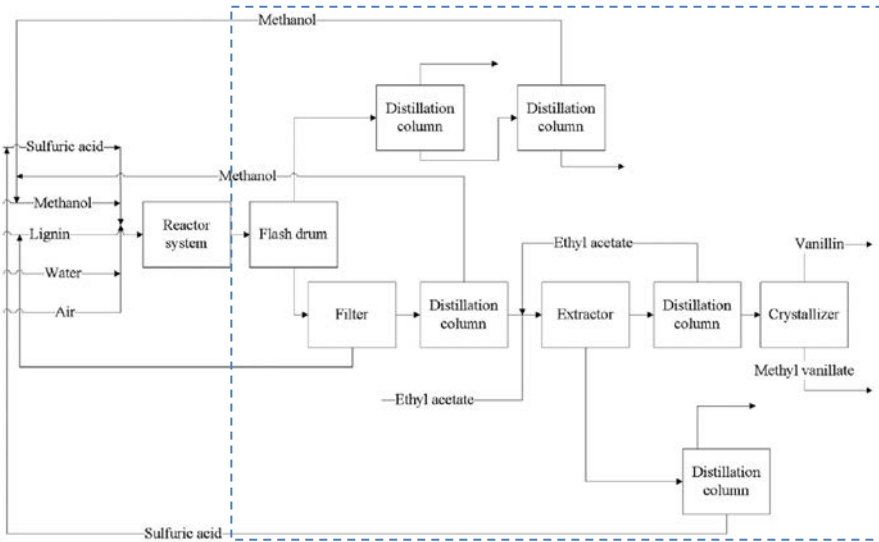 Methanol
Distillation
column
Distillation
column
Sulfuric acid
Methanol
Methanol
Lignin
Reactor
system
Flash drum
Water
Air
Ethyl acetate
Vanillin
Filter
Distillation
column
Extractor
Distillation
column
Crystallizer
Methyl vanillate
Ethyl acetate
Distillation
column
Sulfuric acid